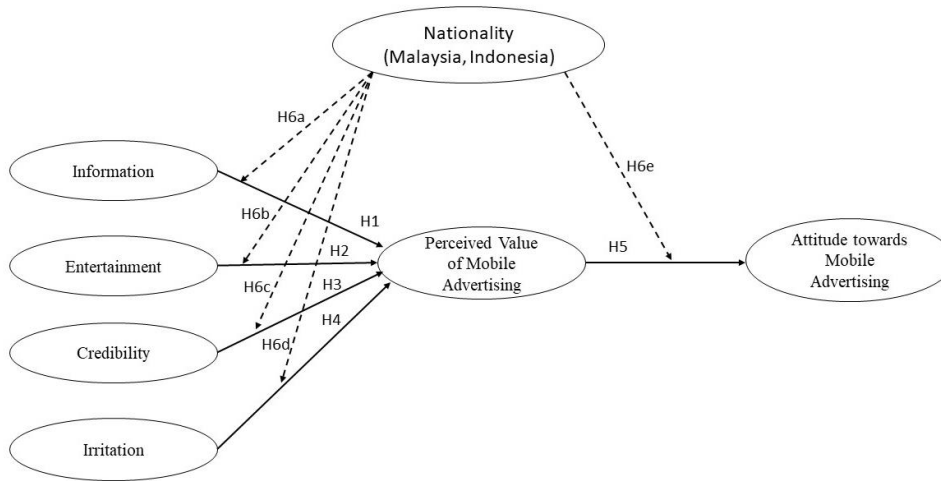 Nationality
(Malaysia, Indonesia)
H6a
Information
H6e
H6b
H1
Entertainment
H2
Perceived Value
of Mobile
Advertising
H5
Attitude towards
Mobile
Advertising
H6c
H3
H4
Credibility
H6d
Irritation